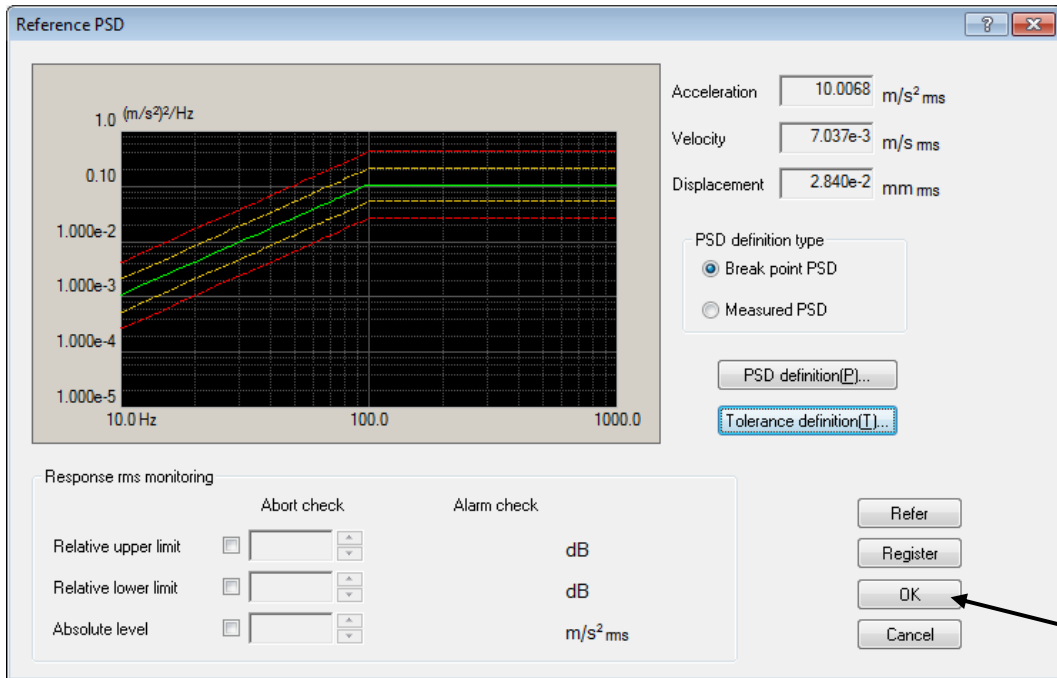 Reference PSD
?
(m/s²)²/Hz
1.0
0.10
1.000e-2
1.000e-3
1.000e-4
1.000e-5
10.0 Hz 100.0 1000.0
Acceleration 10.0068 m/s² rms
Velocity 7.037e-3 m/s rms
Displacement 2.840e-2 mm rms
PSD definition type
Break point PSD
Measured PSD
PSD definition(P)...
Tolerance definition(T)...
Response rms monitoring
Abort check Alarm check
Relative upper limit dB
Relative lower limit dB
Absolute level m/s² rms
Refer
Register
OK
Cancel